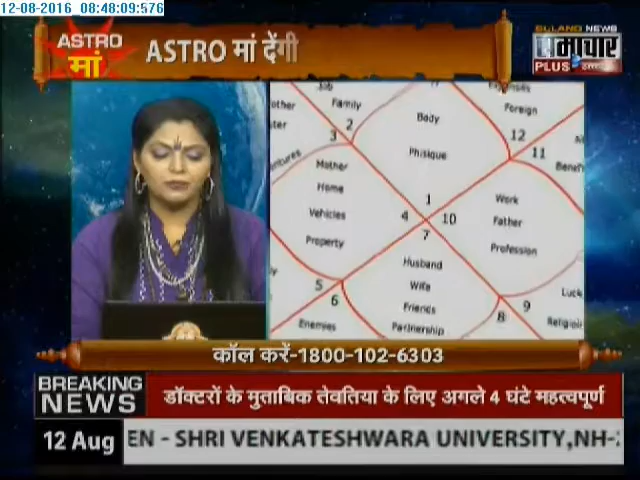 12-08-2016 08:48:09:576
ASTRO
मां
ASTRO मां देंगी
NEWS
समाचार
PLUS
Family
Body
Foreign
2
12
3
11
Phisique
Mother
Home
1
Work
Vehicles
4
10
Father
7
Property
Profession
Husband
5
Wife
6
9
Friends
8
Enemies
Partnership
कॉल करें-1800-102-6303
BREAKING NEWS
डॉक्टरों के मुताबिक तेवतिया के लिए अगले 4 घंटे महत्वपूर्ण
12 Aug
EN - SHRI VENKATESHWARA UNIVERSITY,NH-